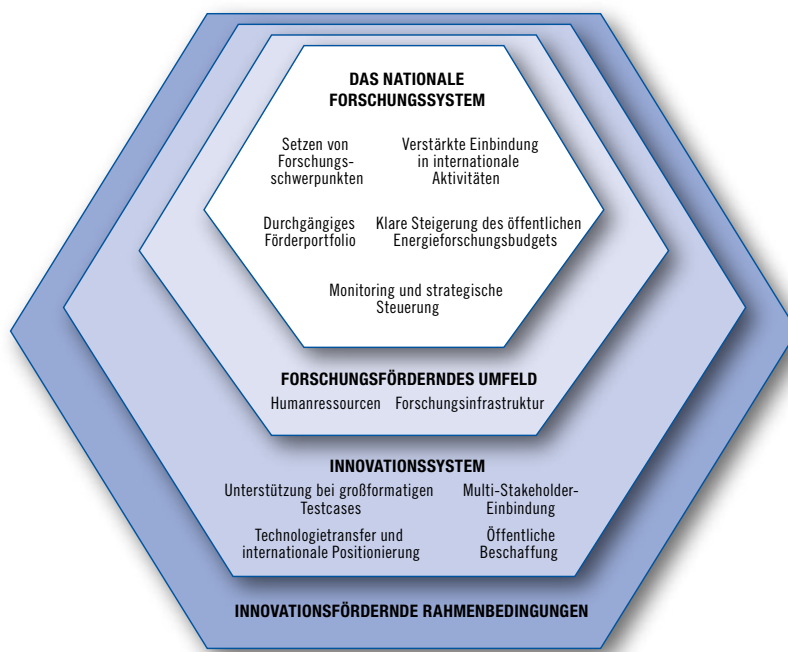 DAS NATIONALE
FORSCHUNGSSYSTEM
Setzen von
Forschungs-
schwerpunkten
Verstärkte Einbindung
in internationale
Aktivitäten
Durchgängiges
Förderportfolio
Klare Steigerung des öffentlichen
Energieforschungsbudgets
Monitoring und strategische
Steuerung
FORSCHUNGSFÖRDERNDES UMFELD
Humanressourcen
Forschungsinfrastruktur
INNOVATIONSSYSTEM
Unterstützung bei großformatigen
Testcases
Multi-Stakeholder-
Einbindung
Technologietransfer und
internationale Positionierung
Öffentliche
Beschaffung
INNOVATIONSFÖRDERNDE RAHMENBEDINGUNGEN